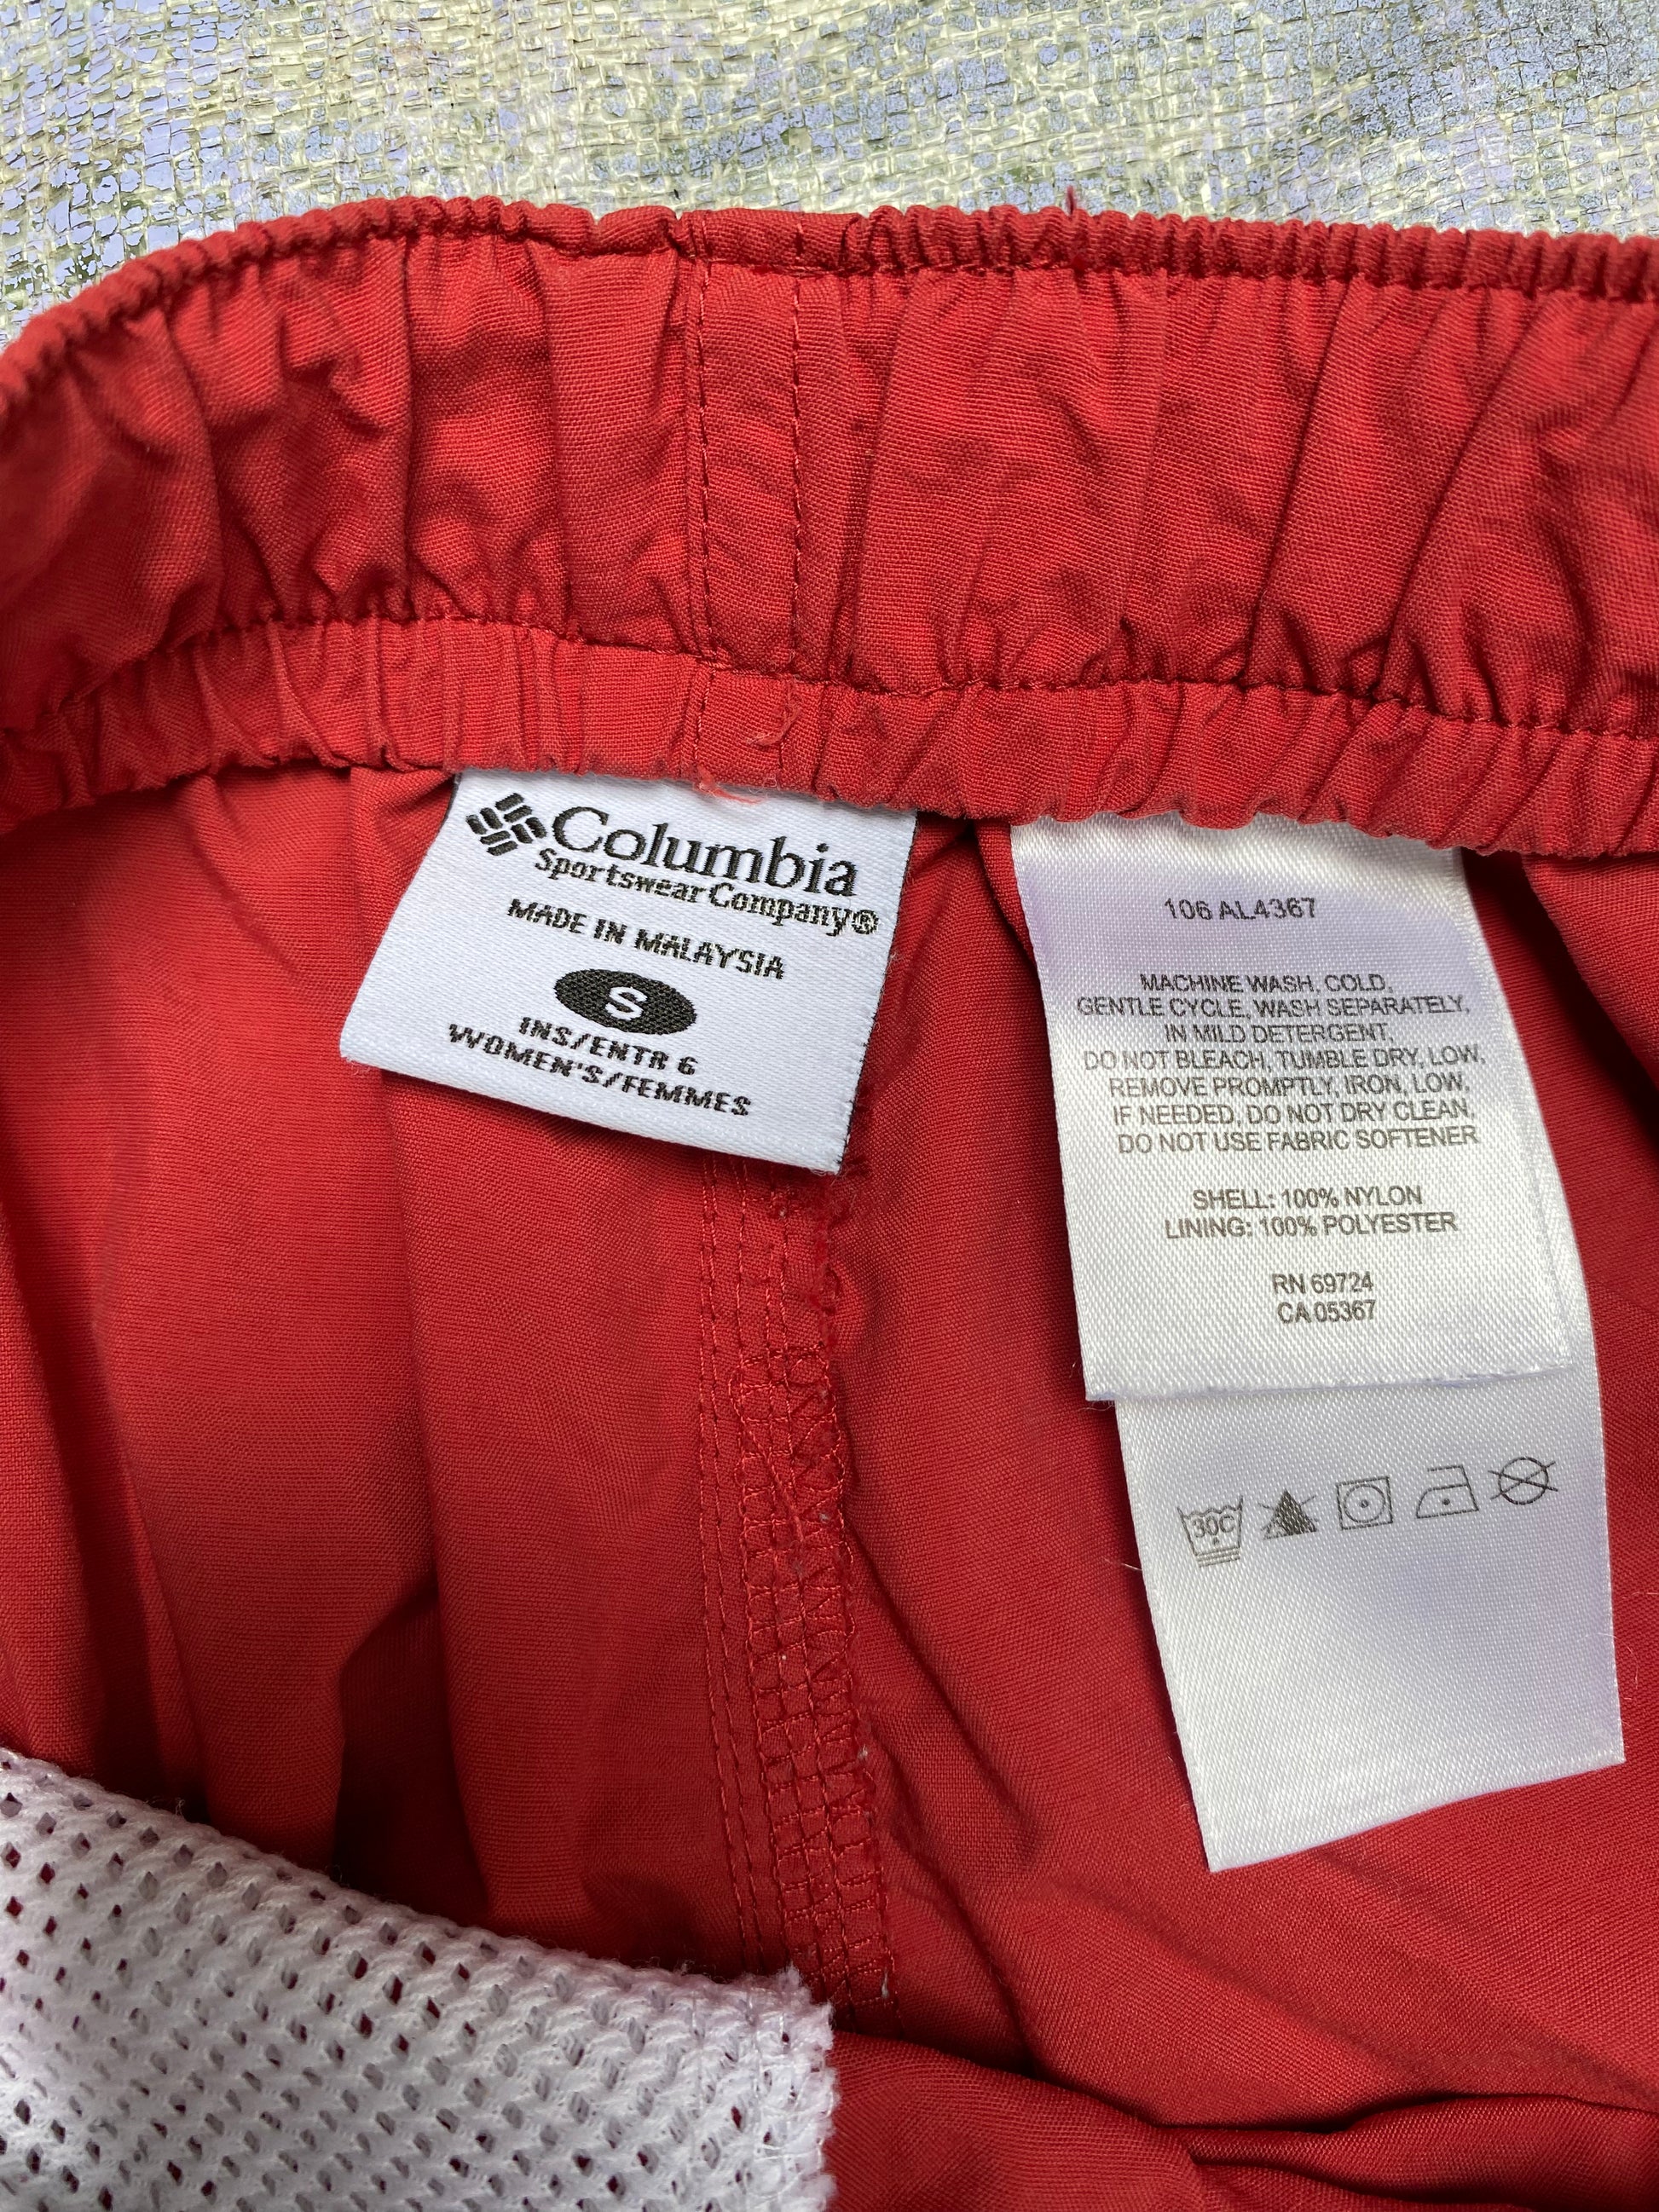 Columbia
Sportswear Company®
MADE IN MALAYSIA
S
INS/ENTR 6
WOMEN'S/FEMMES
106 AL4367
MACHINE WASH, COLD,
GENTLE CYCLE, WASH SEPARATELY,
IN MILD DETERGENT,
DO NOT BLEACH, TUMBLE DRY, LOW,
REMOVE PROMPTLY, IRON, LOW,
IF NEEDED, DO NOT DRY CLEAN,
DO NOT USE FABRIC SOFTENER
SHELL: 100% NYLON
LINING: 100% POLYESTER
RN 69724
CA 05367
30C